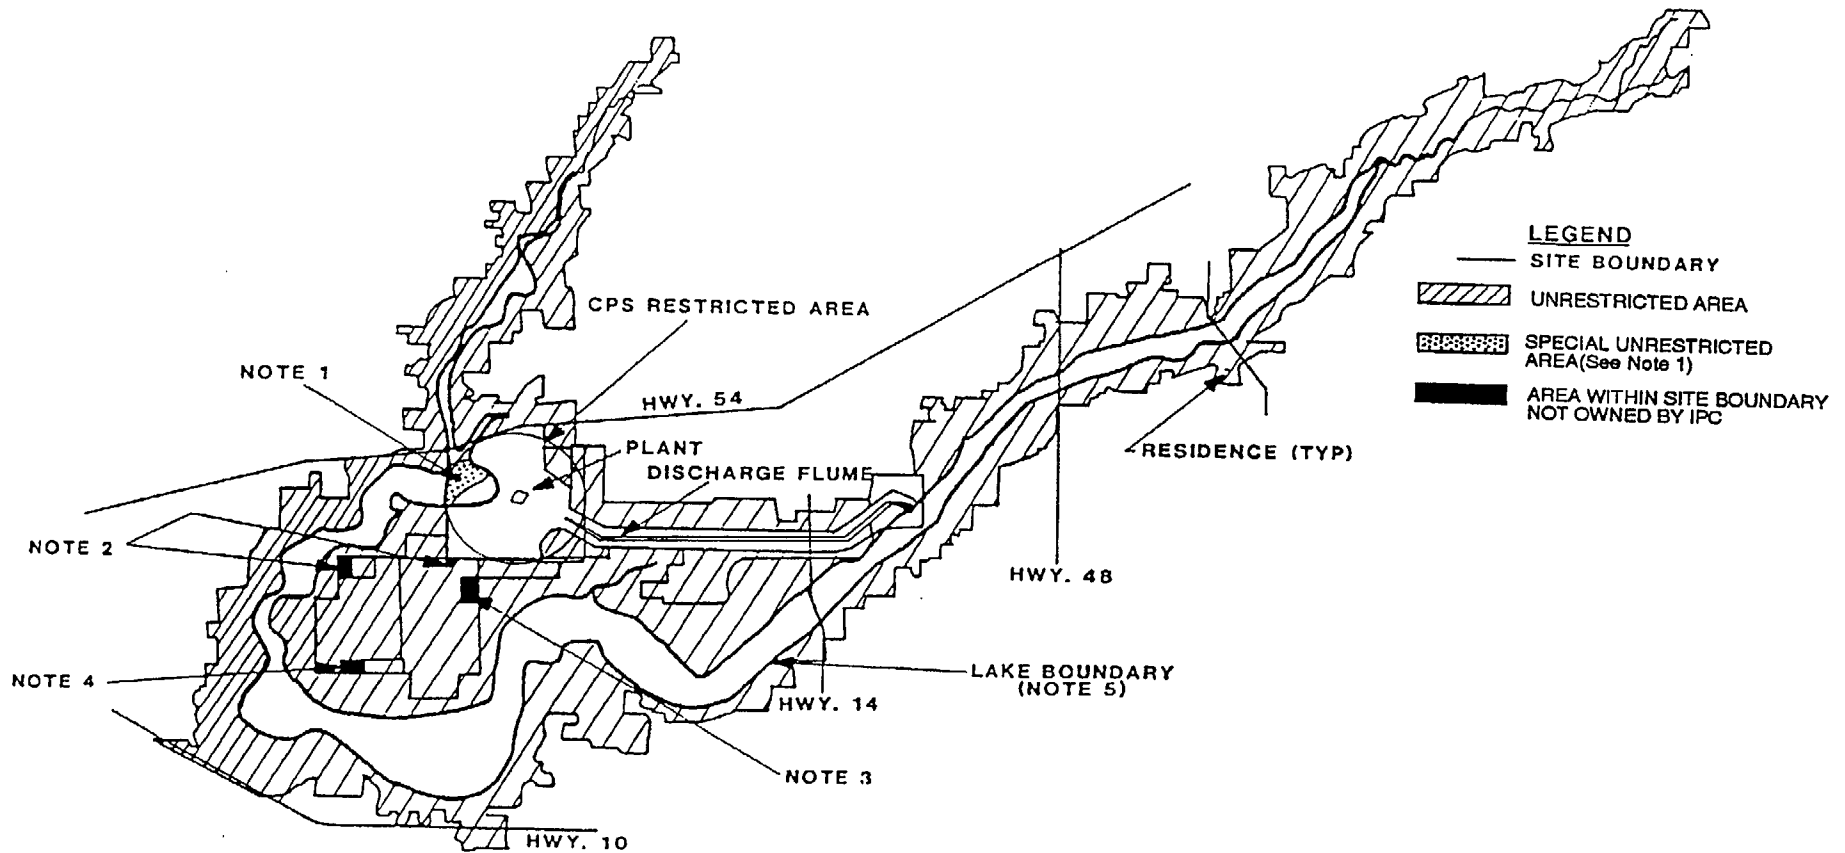 LEGEND
SITE BOUNDARY
UNRESTRICTED AREA
SPECIAL UNRESTRICTED
AREA(See Note 1)
AREA WITHIN SITE BOUNDARY
NOT OWNED BY IPC
CPS RESTRICTED AREA
NOTE 1
HWY. 54
PLANT
DISCHARGE FLUME
RESIDENCE (TYP)
NOTE 2
HWY. 48
NOTE 4
LAKE BOUNDARY
(NOTE 5)
HWY. 14
NOTE 3
HWY. 10